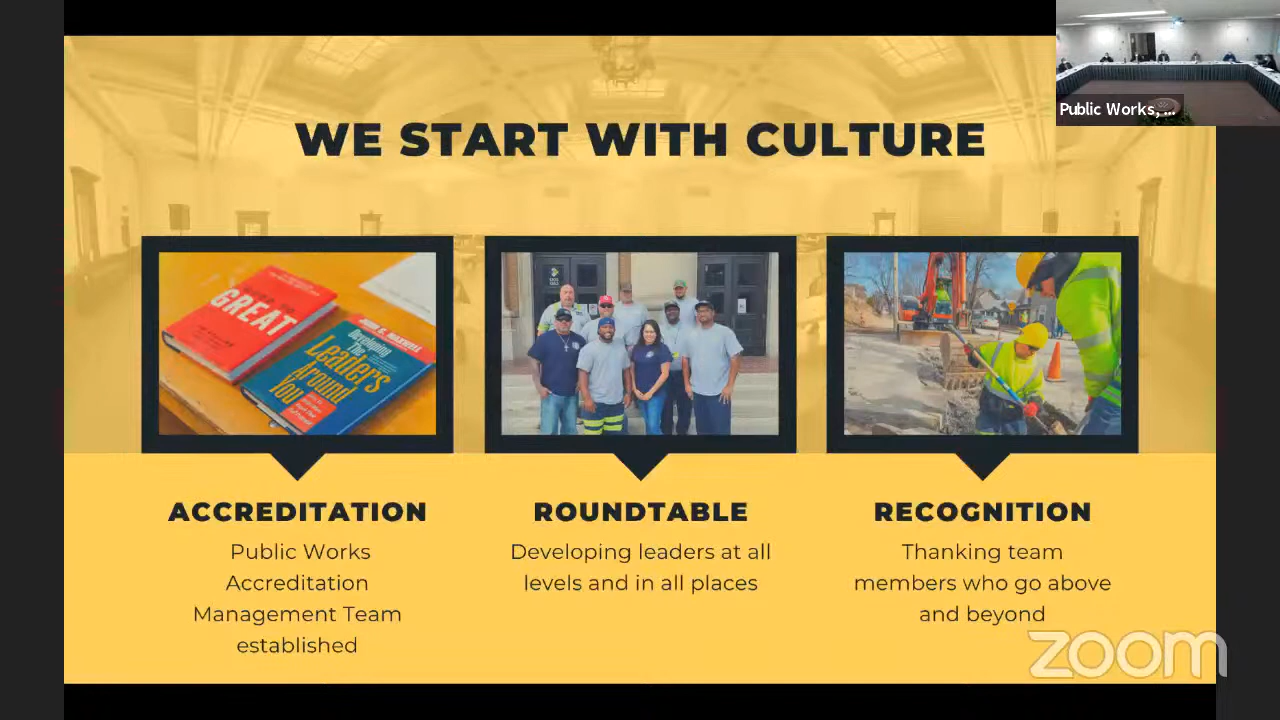 Public Works, ...
WE START WITH CULTURE
GREAT
JOHN C. MAXWELL
Developing
The
Leaders
Around
You
ACCREDITATION
Public Works
Accreditation
Management Team
established
ROUNDTABLE
Developing leaders at all
levels and in all places
RECOGNITION
Thanking team
members who go above
and beyond
zoom